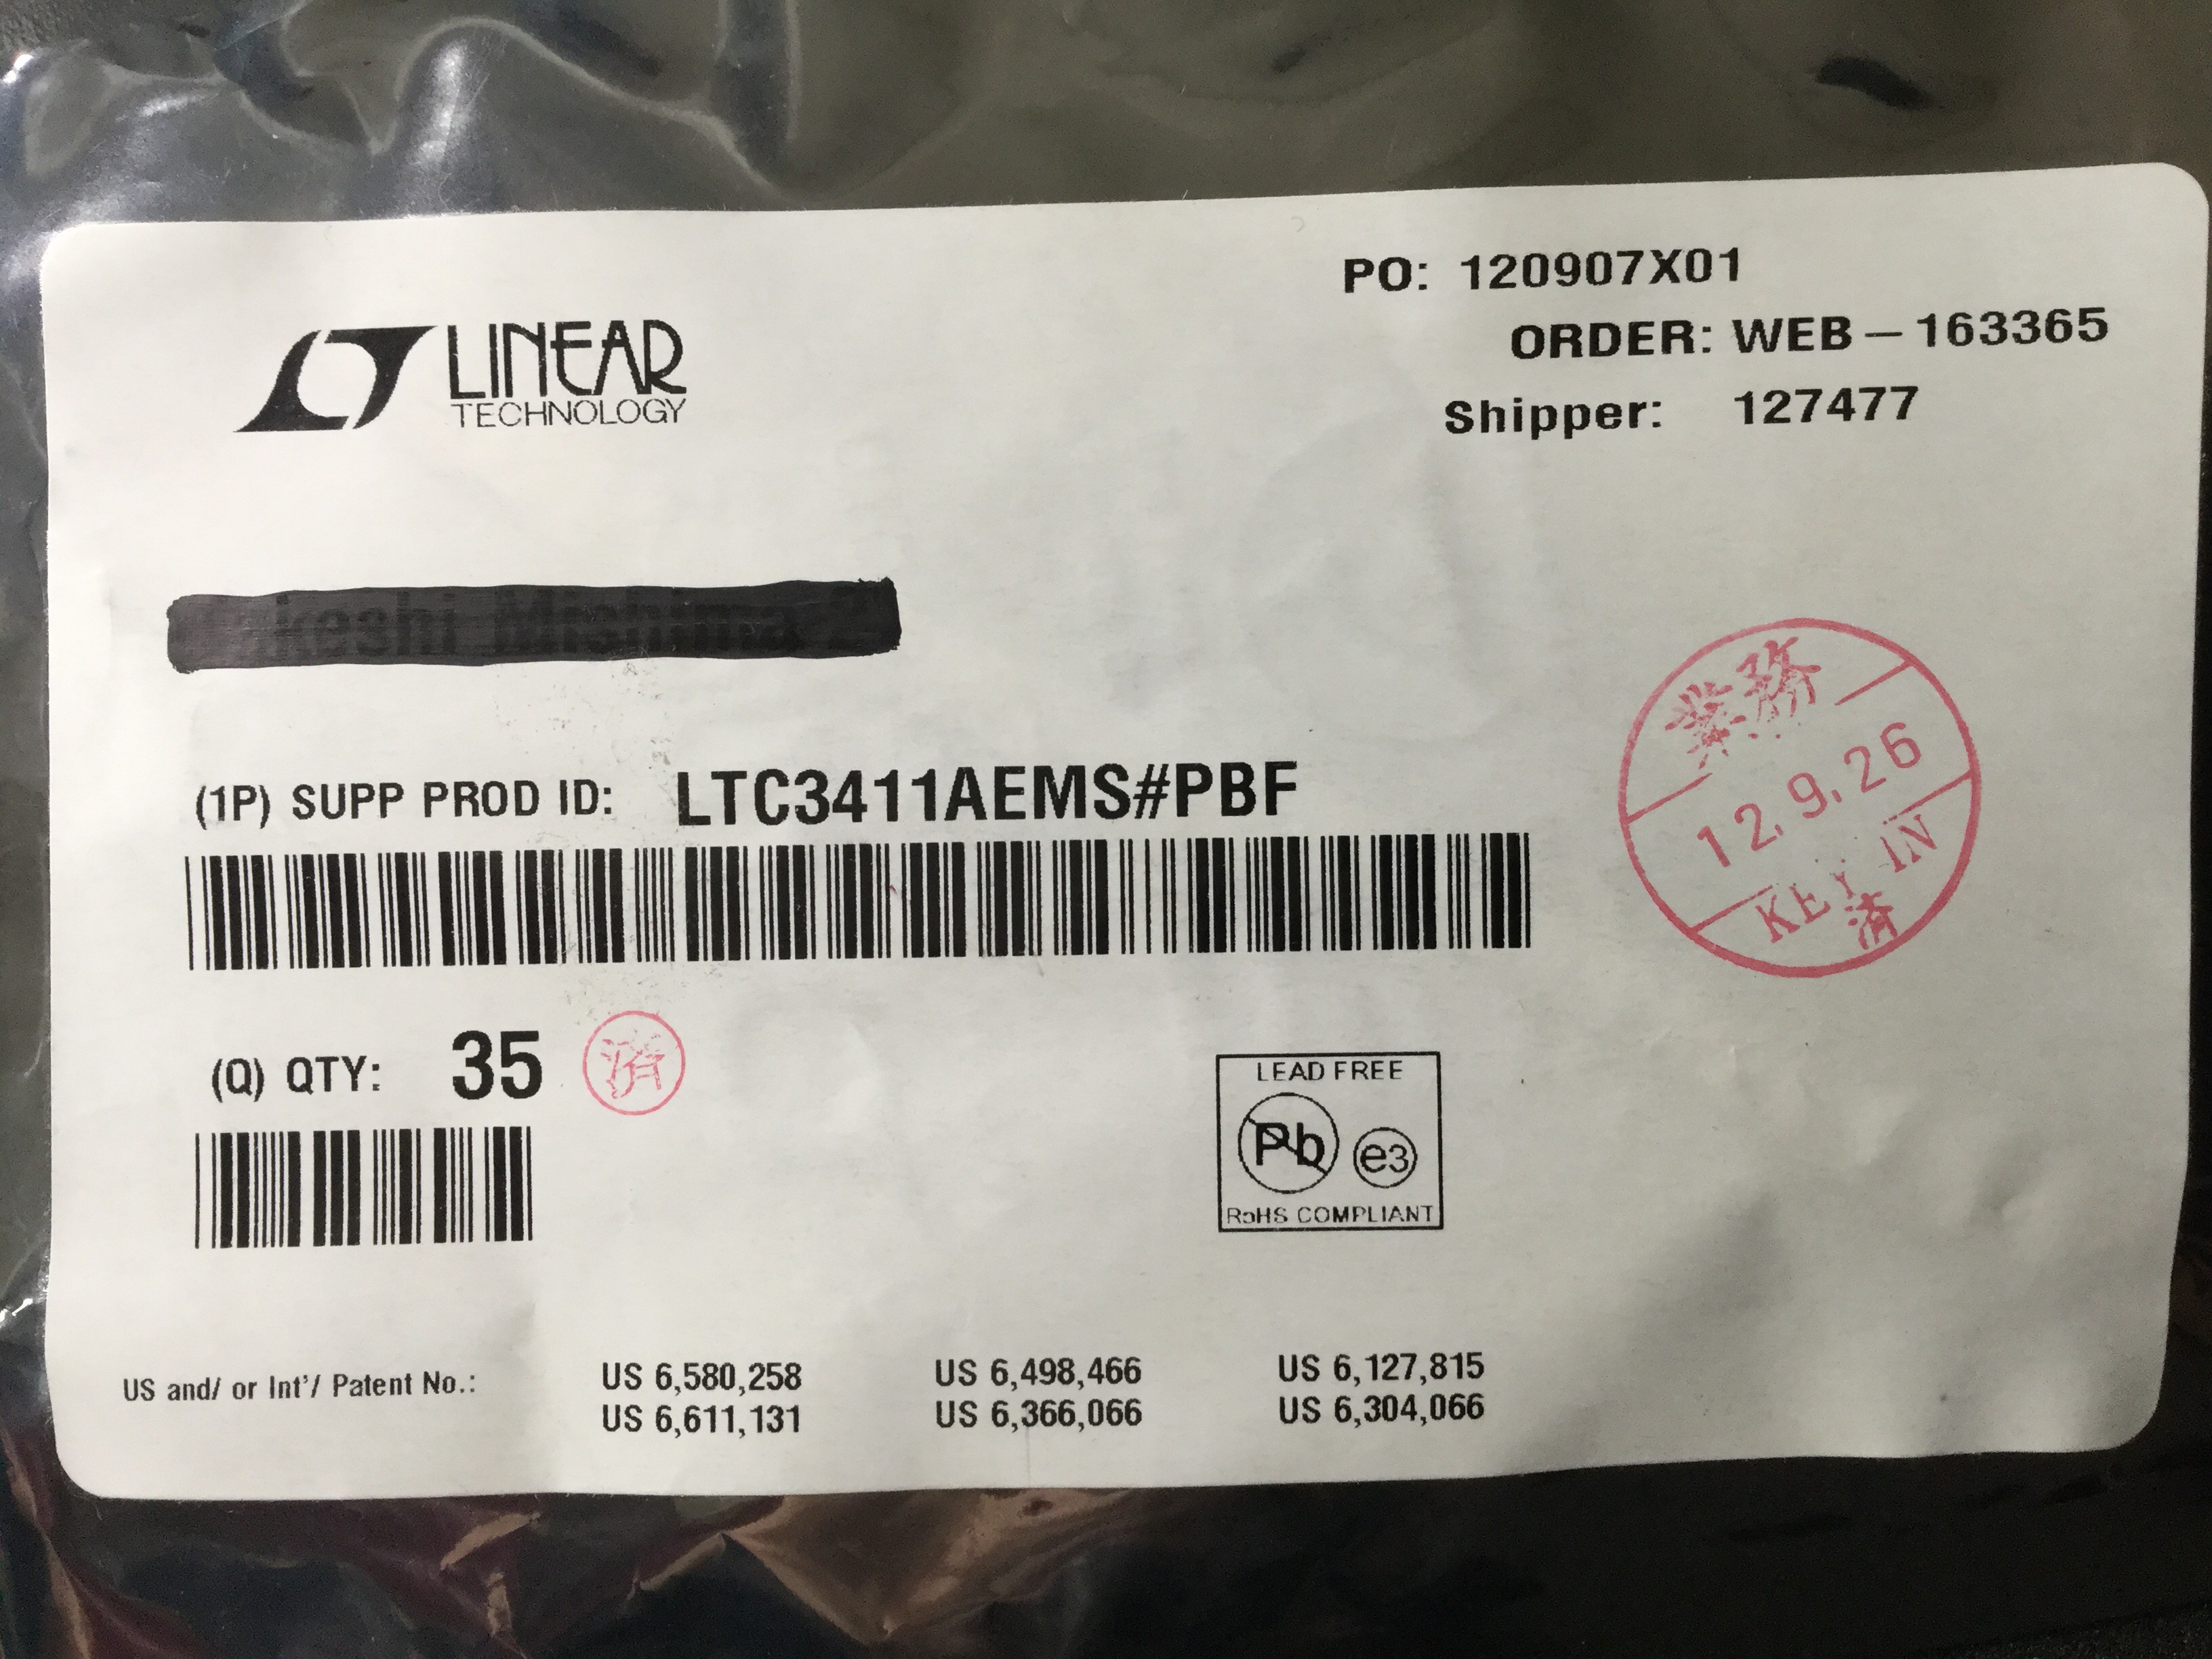 PO: 120907X01
ORDER: WEB – 163365
Shipper: 127477
LINEAR
TECHNOLOGY
(1P) SUPP PROD ID: LTC3411AEMS#PBF
業務
12.9.26
KEY IN
済
(Q) QTY: 35
済
LEAD FREE
Pb e3
RoHS COMPLIANT
US and/ or Int'/ Patent No.:
US 6,580,258 US 6,498,466 US 6,127,815
US 6,611,131 US 6,366,066 US 6,304,066